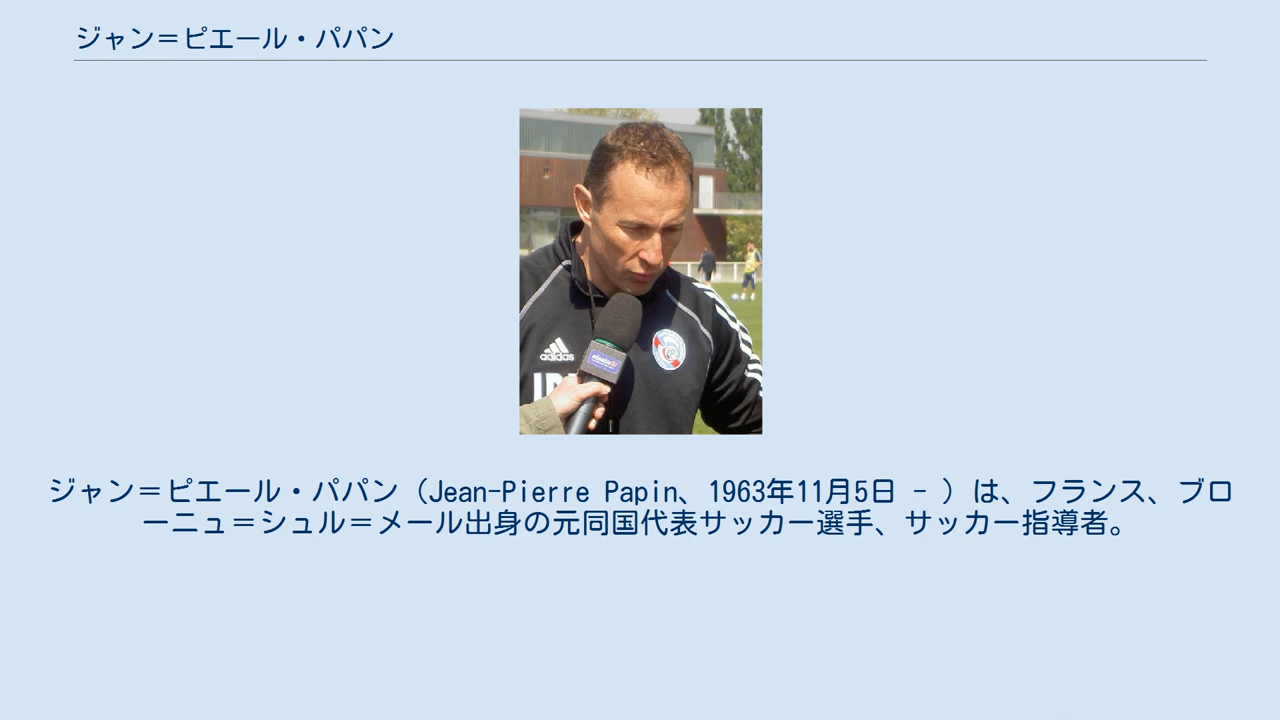 ジャン＝ピエール・パパン
adidas
ジャン＝ピエール・パパン（Jean-Pierre Papin、1963年11月5日 - ）は、フランス、ブロ
ーニュ＝シュル＝メール出身の元同国代表サッカー選手、サッカー指導者。